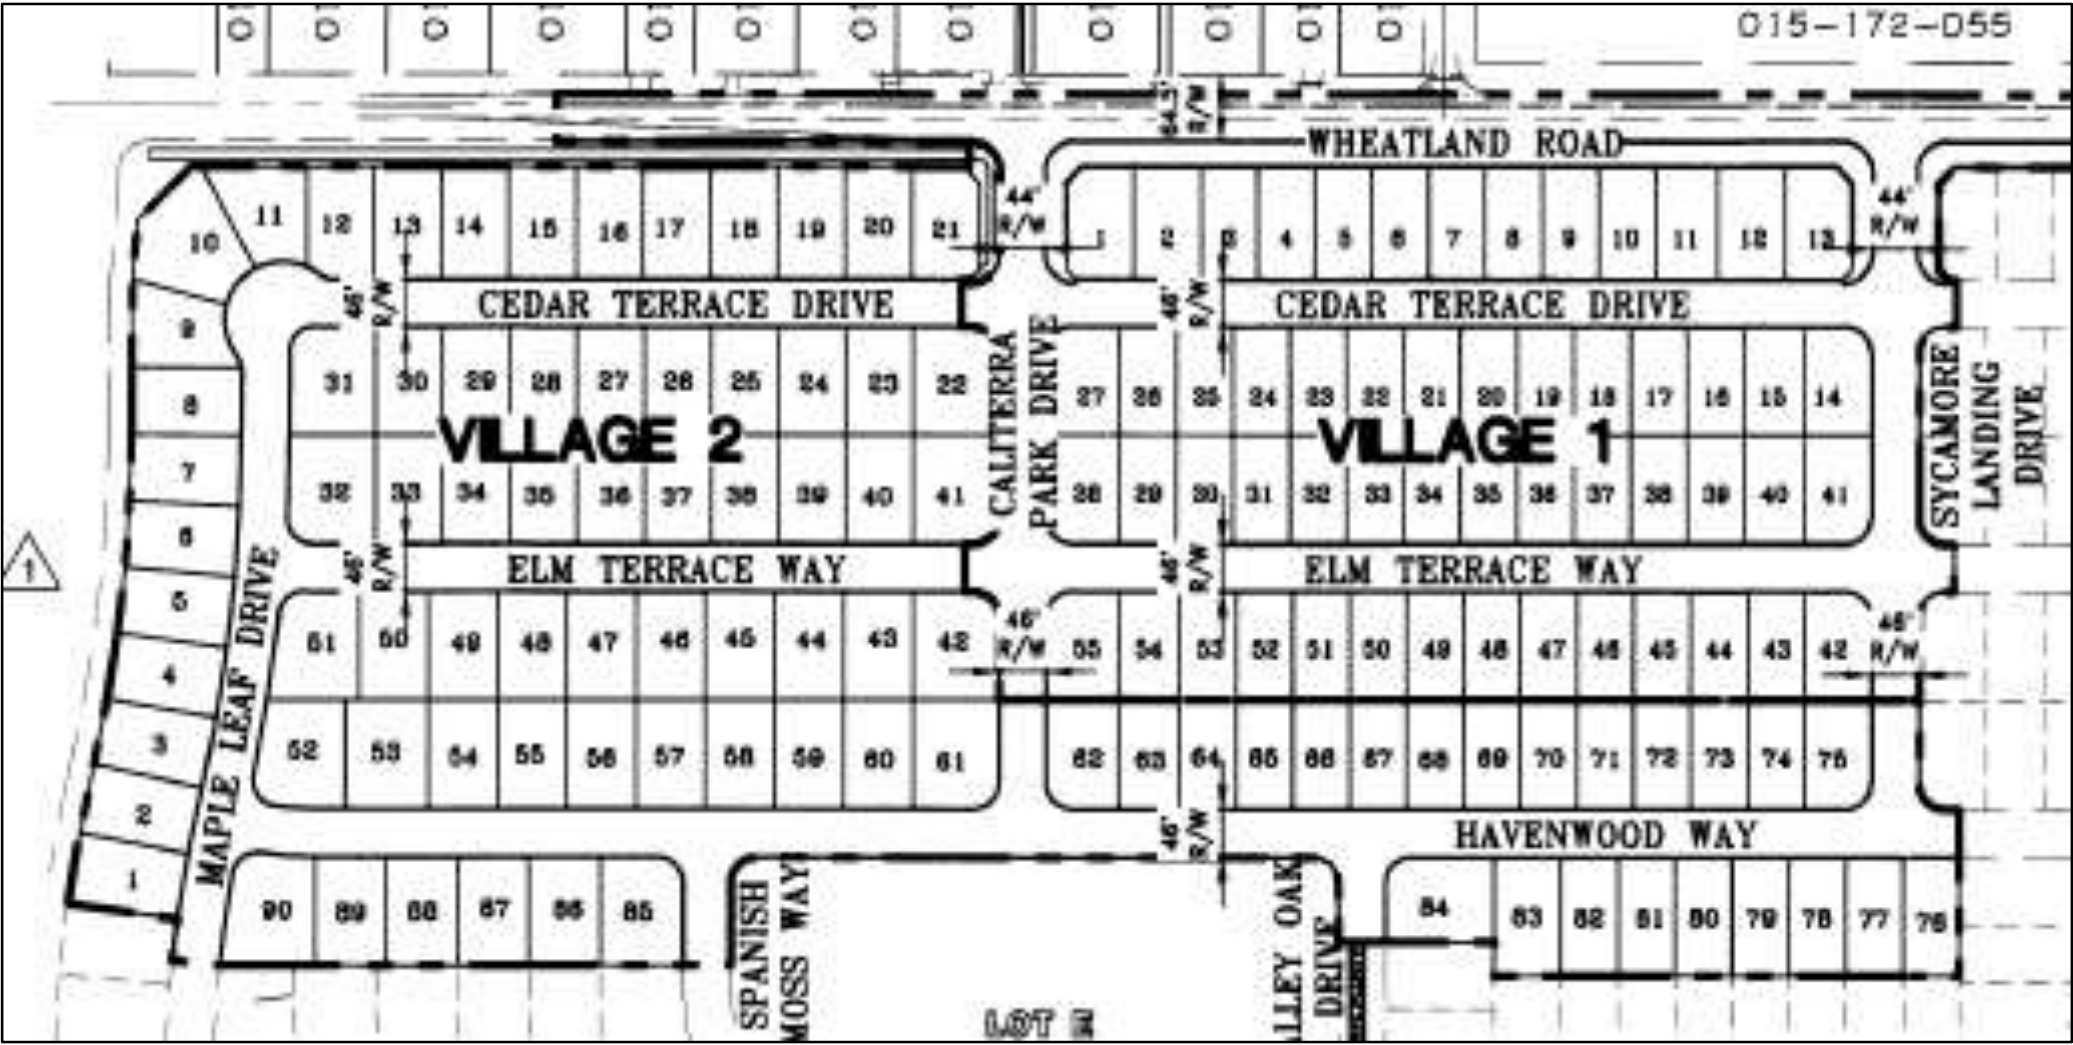 015-172-055
64.5'
R/W
WHEATLAND ROAD
44'
R/W
44'
R/W
11 12 13 14 15 16 17 18 19 20 21
10
1 2 3 4 5 6 7 8 9 10 11 12 13
46'
R/W
CEDAR TERRACE DRIVE
46'
R/W
CEDAR TERRACE DRIVE
9
8
7
6
5
4
3
2
1
31 30 29 28 27 26 25 24 23 22
27 26 25 24 23 22 21 20 19 18 17 16 15 14
VILLAGE 2
CALITERRA
PARK DRIVE
VILLAGE 1
SYCAMORE
LANDING
DRIVE
32 33 34 35 36 37 38 39 40 41
28 29 30 31 32 33 34 35 36 37 38 39 40 41
1
46'
R/W
ELM TERRACE WAY
46'
R/W
ELM TERRACE WAY
MAPLE LEAF DRIVE
51 50 49 48 47 46 45 44 43 42
46'
R/W
55 54 53 52 51 50 49 48 47 46 45 44 43 42
46'
R/W
52 53 54 55 56 57 58 59 60 61
62 63 64 65 66 67 68 69 70 71 72 73 74 75
46'
R/W
HAVENWOOD WAY
90 89 88 87 86 85
SPANISH
MOSS WAY
ALLEY OAK
DRIVE
84 83 82 81 80 79 78 77 76
LOT